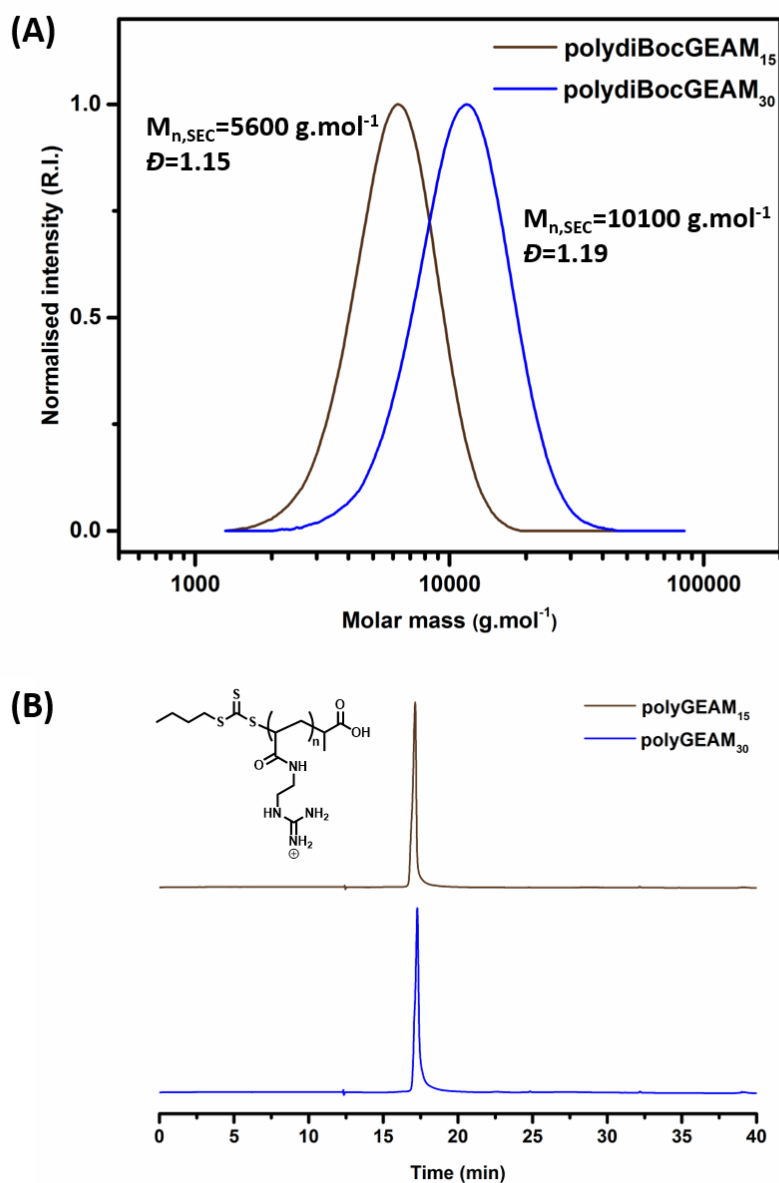 (A)
polydiBocGEAM15
polydiBocGEAM30
Mn,SEC=5600 g.mol-1
Đ=1.15
Mn,SEC=10100 g.mol-1
Đ=1.19
Normalised intensity (R.I.)
1.0
0.5
0.0
1000 10000 100000
Molar mass (g.mol-1)
(B)
polyGEAM15
polyGEAM30
S
S S
( )n
O
OH
O NH
HN NH2
NH2
⊕
0 5 10 15 20 25 30 35 40
Time (min)